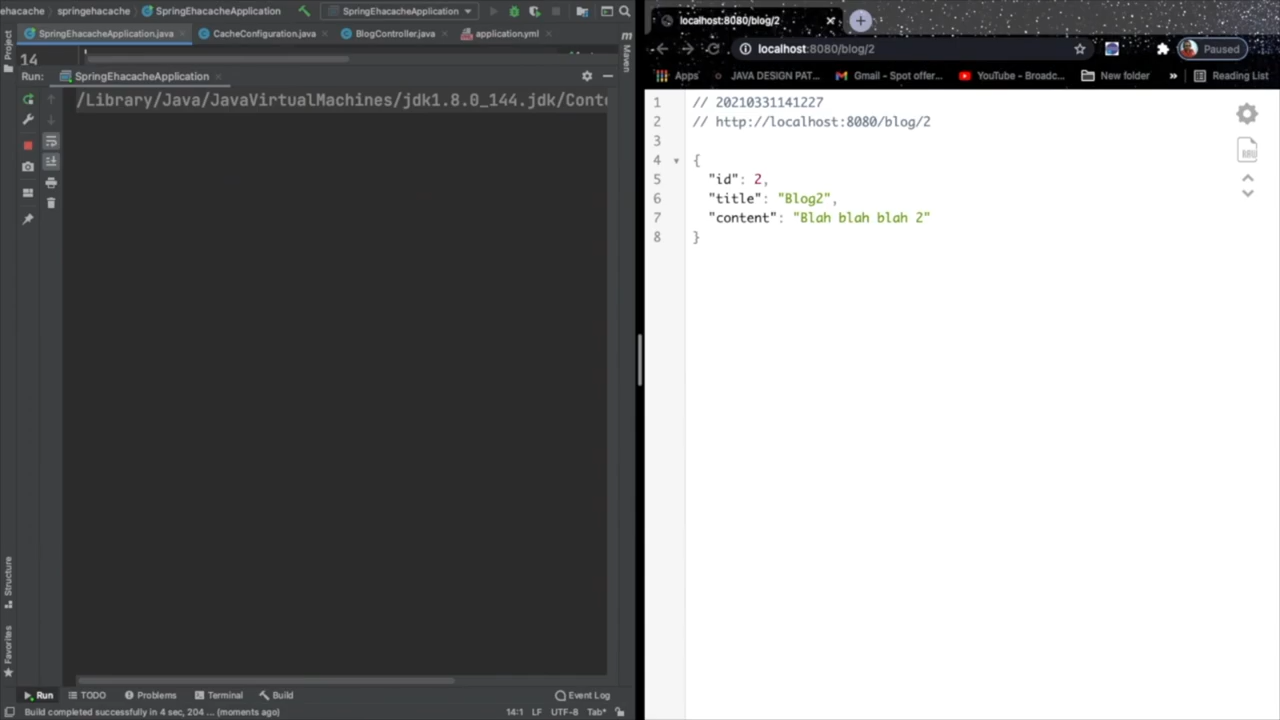 ehacache springehacache SpringEhacacheApplication SpringEhacacheApplication
SpringEhacacheApplication.java CacheConfiguration.java BlogController.java application.yml
14
Run: SpringEhacacheApplication
/Library/Java/JavaVirtualMachines/jdk1.8.0_144.jdk/Conte
Project
Maven
Structure
Favorites
Run TODO Problems Terminal Build Event Log
Build completed successfully in 4 sec, 204 ... (moments ago) 14:1 LF UTF-8 Tab*
localhost:8080/blog/2
localhost:8080/blog/2 Paused
Apps JAVA DESIGN PAT... Gmail - Spot offer... YouTube - Broadc... New folder » Reading List
1 // 20210331141227
2 // http://localhost:8080/blog/2
3
4 {
5 "id": 2,
6 "title": "Blog2",
7 "content": "Blah blah blah 2"
8 }